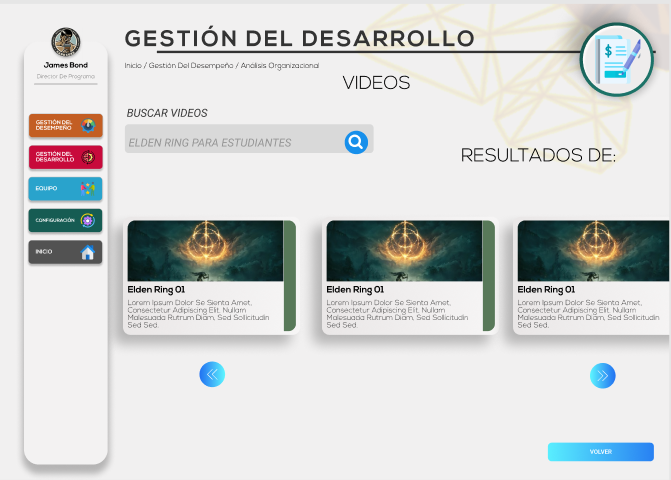 GESTIÓN DEL DESARROLLO
James Bond
Director De Programa
Inicio / Gestión Del Desempeño / Análisis Organizacional
VIDEOS
BUSCAR VIDEOS
ELDEN RING PARA ESTUDIANTES
RESULTADOS DE:
GESTIÓN DEL
DESEMPEÑO
GESTIÓN DEL
DESARROLLO
EQUIPO
CONFIGURACIÓN
INICIO
Elden Ring 01
Lorem Ipsum Dolor Se Sienta Amet,
Consectetur Adipiscing Elit. Nullam
Malesuada Rutrum Diam, Sed Sollicitudin
Sed Sed.
Elden Ring 01
Lorem Ipsum Dolor Se Sienta Amet,
Consectetur Adipiscing Elit. Nullam
Malesuada Rutrum Diam, Sed Sollicitudin
Sed Sed.
Elden Ring 01
Lorem Ipsum Dolor Se Sienta Amet,
Consectetur Adipiscing Elit. Nullam
Malesuada Rutrum Diam, Sed Sollicitudin
Sed Sed.
VOLVER